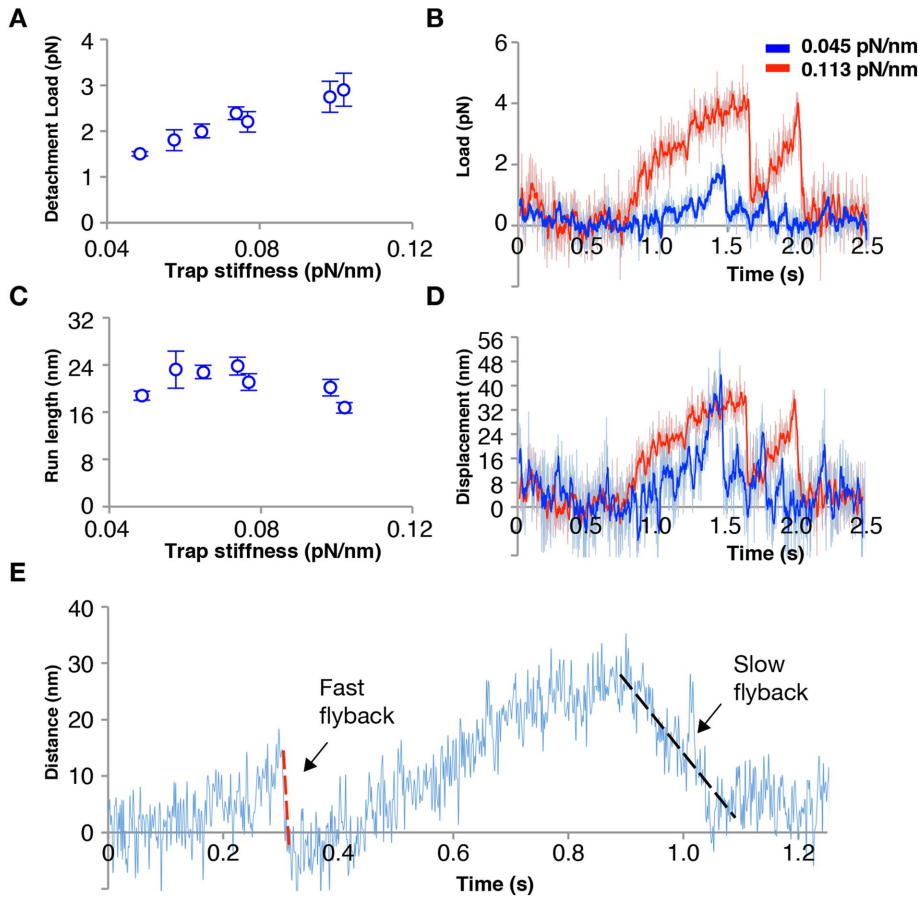 A
Detachment Load (pN)
4
3
2
1
0
0.04
0.08
0.12
Trap stiffness (pN/nm)
B
0.045 pN/nm
0.113 pN/nm
Load (pN)
6
4
2
0
0
0.5
1.0
1.5
2.0
2.5
Time (s)
C
Run length (nm)
32
24
16
8
0
0.04
0.08
0.12
Trap stiffness (pN/nm)
D
Displacement (nm)
56
48
40
32
24
16
8
0
0
0.5
1.0
1.5
2.0
2.5
Time (s)
E
Distance (nm)
40
30
20
10
0
0
0.2
0.4
0.6
0.8
1.0
1.2
Fast
flyback
Slow
flyback
Time (s)